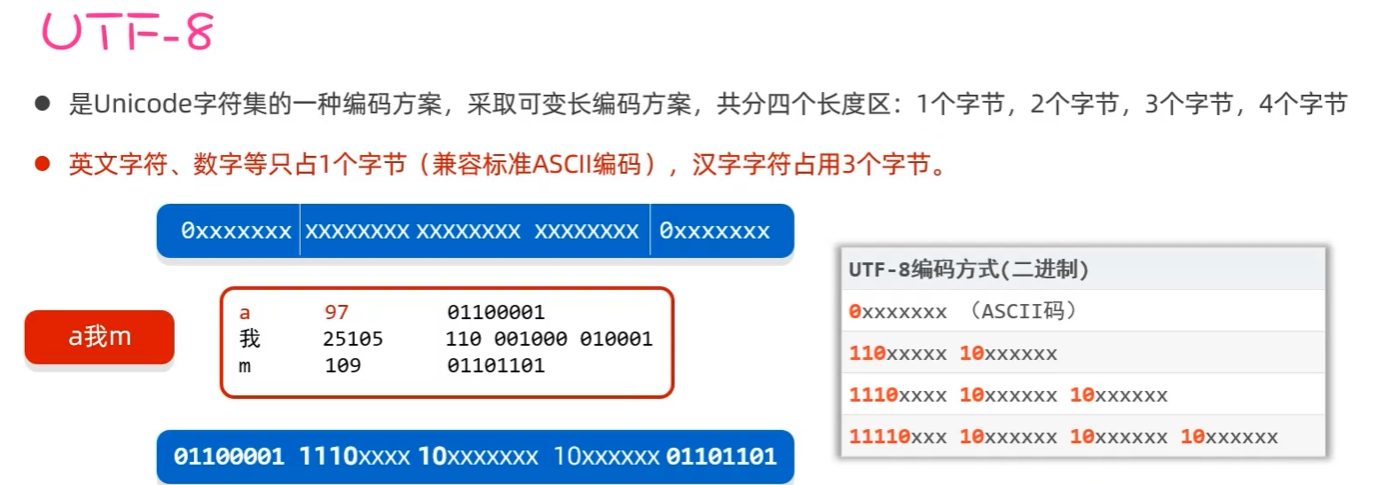 UTF-8
● 是Unicode字符集的一种编码方案，采取可变长编码方案，共分四个长度区：1个字节，2个字节，3个字节，4个字节
● 英文字符、数字等只占1个字节（兼容标准ASCII编码），汉字字符占用3个字节。
0xxxxxxx xxxxxxxx xxxxxxxx xxxxxxxx 0xxxxxxx
a我m
a 97 01100001
我 25105 110 001000 010001
m 109 01101101
01100001 1110xxxx 10xxxxxxx 10xxxxxx 01101101
UTF-8编码方式(二进制)
0xxxxxxx （ASCII码）
110xxxxx 10xxxxxx
1110xxxx 10xxxxxx 10xxxxxx
11110xxx 10xxxxxx 10xxxxxx 10xxxxxx